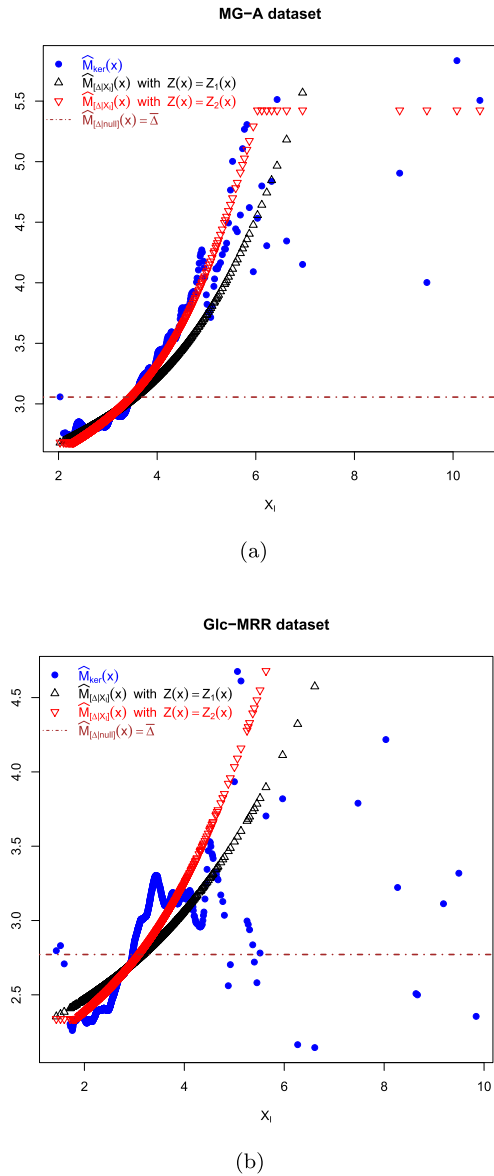 MG−A dataset
M̂ker(x)
M̂[Δ|Xl](x) with Z(x) = Z1(x)
M̂[Δ|Xl](x) with Z(x) = Z2(x)
M̂[Δ|null](x) = Δ̅
5.5
5.0
4.5
4.0
3.5
3.0
2 4 6 8 10
Xl
(a)
Glc−MRR dataset
M̂ker(x)
M̂[Δ|Xl](x) with Z(x) = Z1(x)
M̂[Δ|Xl](x) with Z(x) = Z2(x)
M̂[Δ|null](x) = Δ̅
4.5
4.0
3.5
3.0
2.5
2 4 6 8 10
Xl
(b)